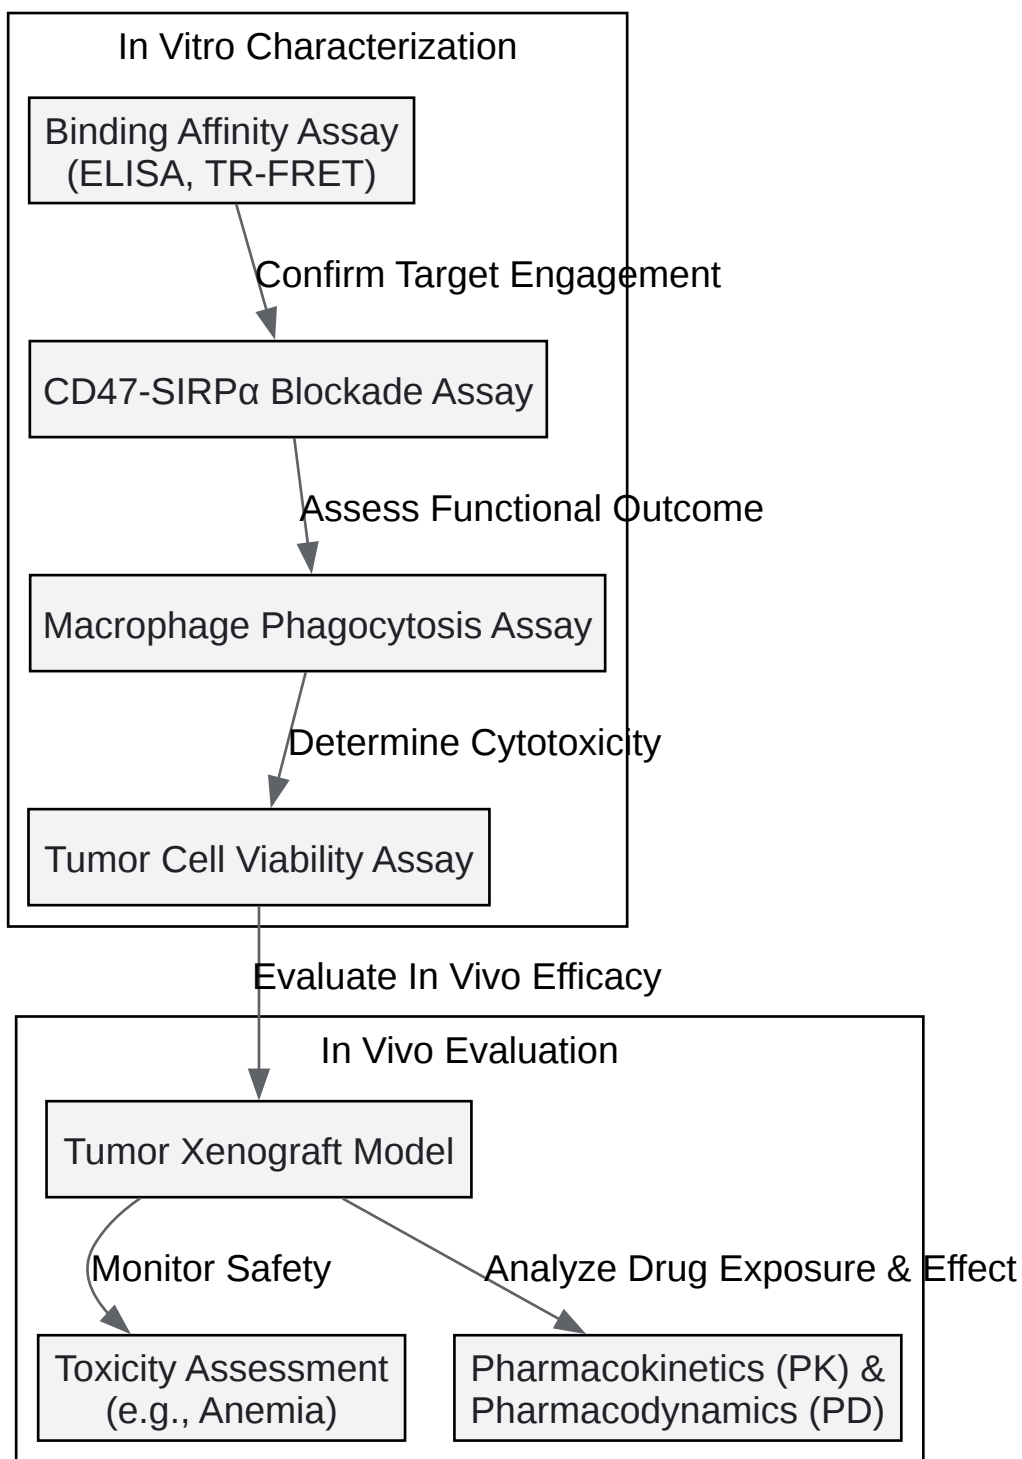 In Vitro Characterization
Binding Affinity Assay
(ELISA, TR-FRET)
Confirm Target Engagement
CD47-SIRPα Blockade Assay
Assess Functional Outcome
Macrophage Phagocytosis Assay
Determine Cytotoxicity
Tumor Cell Viability Assay
Evaluate In Vivo Efficacy
In Vivo Evaluation
Tumor Xenograft Model
Monitor Safety
Analyze Drug Exposure & Effect
Toxicity Assessment
(e.g., Anemia)
Pharmacokinetics (PK) &
Pharmacodynamics (PD)